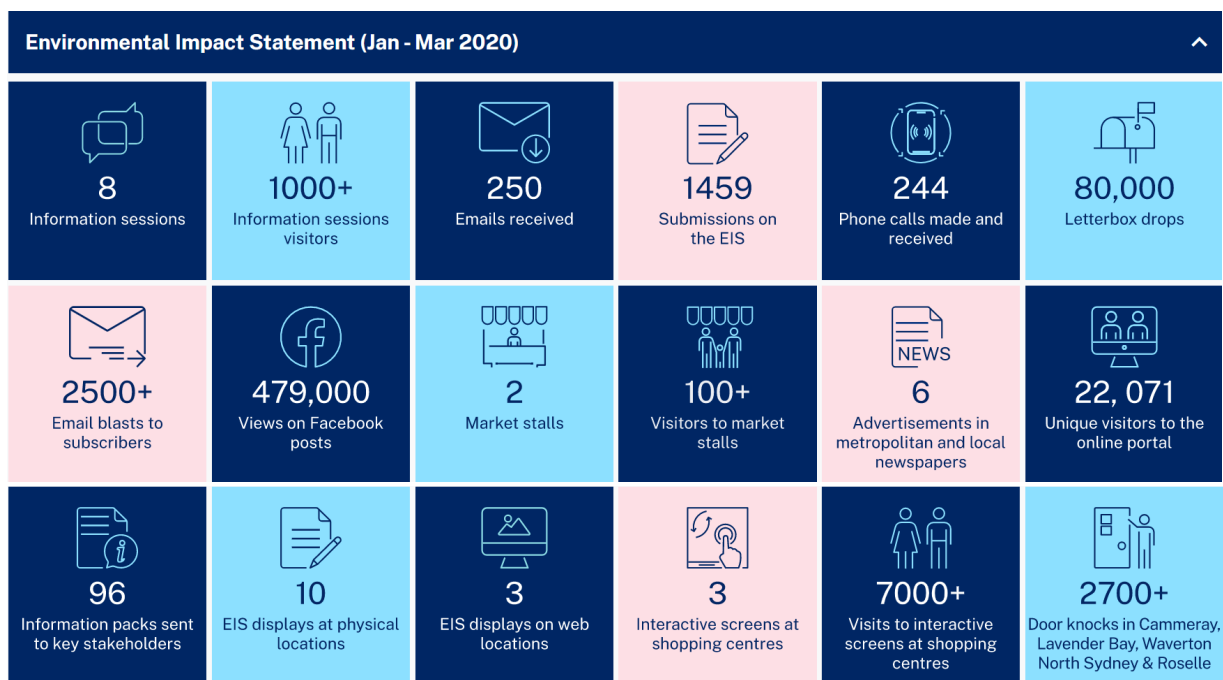 Environmental Impact Statement (Jan - Mar 2020)
8
Information sessions
1000+
Information sessions
visitors
250
Emails received
1459
Submissions on
the EIS
244
Phone calls made and
received
80,000
Letterbox drops
2500+
Email blasts to
subscribers
479,000
Views on Facebook
posts
2
Market stalls
100+
Visitors to market
stalls
NEWS
6
Advertisements in
metropolitan and local
newspapers
22, 071
Unique visitors to the
online portal
96
Information packs sent
to key stakeholders
10
EIS displays at physical
locations
3
EIS displays on web
locations
3
Interactive screens at
shopping centres
7000+
Visits to interactive
screens at shopping
centres
2700+
Door knocks in Cammeray,
Lavender Bay, Waverton
North Sydney & Roselle